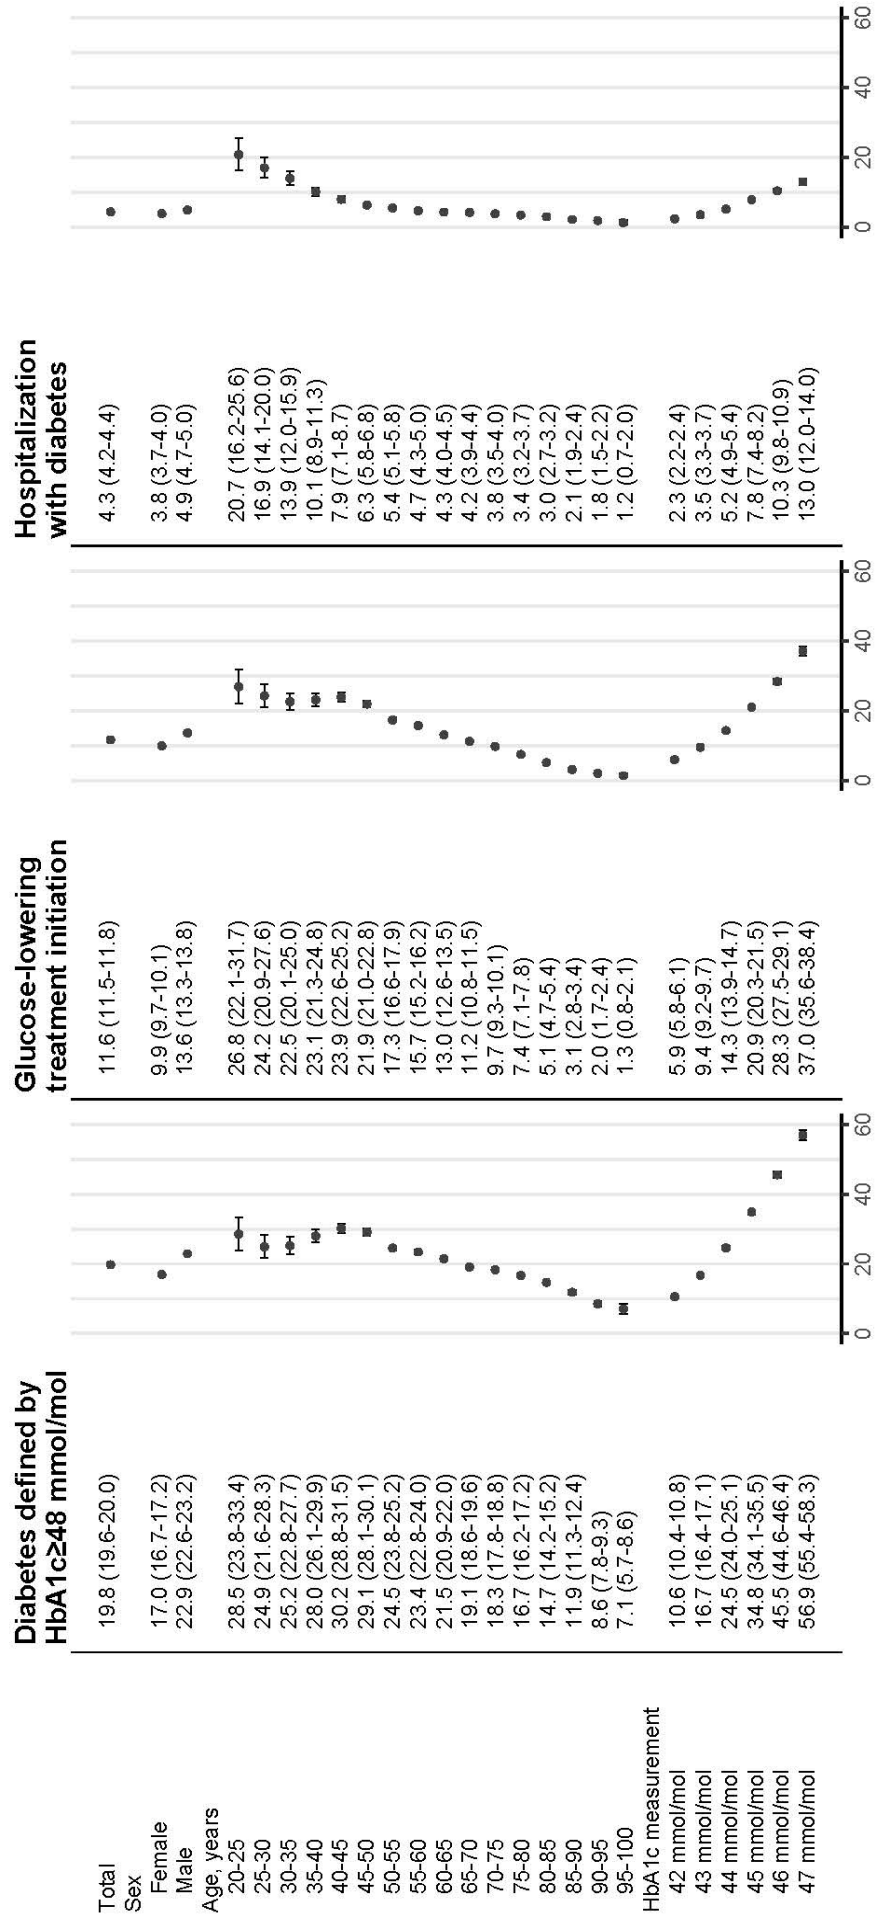 Diabetes defined by
HbA1c≥48 mmol/mol
Glucose-lowering
treatment initiation
Hospitalization
with diabetes
Total 19.8 (19.6-20.0) 11.6 (11.5-11.8) 4.3 (4.2-4.4)
Sex
Female 17.0 (16.7-17.2) 9.9 (9.7-10.1) 3.8 (3.7-4.0)
Male 22.9 (22.6-23.2) 13.6 (13.3-13.8) 4.9 (4.7-5.0)
Age, years
20-25 28.5 (23.8-33.4) 26.8 (22.1-31.7) 20.7 (16.2-25.6)
25-30 24.9 (21.6-28.3) 24.2 (20.9-27.6) 16.9 (14.1-20.0)
30-35 25.2 (22.8-27.7) 22.5 (20.1-25.0) 13.9 (12.0-15.9)
35-40 28.0 (26.1-29.9) 23.1 (21.3-24.8) 10.1 (8.9-11.3)
40-45 30.2 (28.8-31.5) 23.9 (22.6-25.2) 7.9 (7.1-8.7)
45-50 29.1 (28.1-30.1) 21.9 (21.0-22.8) 6.3 (5.8-6.8)
50-55 24.5 (23.8-25.2) 17.3 (16.6-17.9) 5.4 (5.1-5.8)
55-60 23.4 (22.8-24.0) 15.7 (15.2-16.2) 4.7 (4.3-5.0)
60-65 21.5 (20.9-22.0) 13.0 (12.6-13.5) 4.3 (4.0-4.5)
65-70 19.1 (18.6-19.6) 11.2 (10.8-11.5) 4.2 (3.9-4.4)
70-75 18.3 (17.8-18.8) 9.7 (9.3-10.1) 3.8 (3.5-4.0)
75-80 16.7 (16.2-17.2) 7.4 (7.1-7.8) 3.4 (3.2-3.7)
80-85 14.7 (14.2-15.2) 5.1 (4.7-5.4) 3.0 (2.7-3.2)
85-90 11.9 (11.3-12.4) 3.1 (2.8-3.4) 2.1 (1.9-2.4)
90-95 8.6 (7.8-9.3) 2.0 (1.7-2.4) 1.8 (1.5-2.2)
95-100 7.1 (5.7-8.6) 1.3 (0.8-2.1) 1.2 (0.7-2.0)
HbA1c measurement
42 mmol/mol 10.6 (10.4-10.8) 5.9 (5.8-6.1) 2.3 (2.2-2.4)
43 mmol/mol 16.7 (16.4-17.1) 9.4 (9.2-9.7) 3.5 (3.3-3.7)
44 mmol/mol 24.5 (24.0-25.1) 14.3 (13.9-14.7) 5.2 (4.9-5.4)
45 mmol/mol 34.8 (34.1-35.5) 20.9 (20.3-21.5) 7.8 (7.4-8.2)
46 mmol/mol 45.5 (44.6-46.4) 28.3 (27.5-29.1) 10.3 (9.8-10.9)
47 mmol/mol 56.9 (55.4-58.3) 37.0 (35.6-38.4) 13.0 (12.0-14.0)
0 20 40 60 0 20 40 60 0 20 40 60